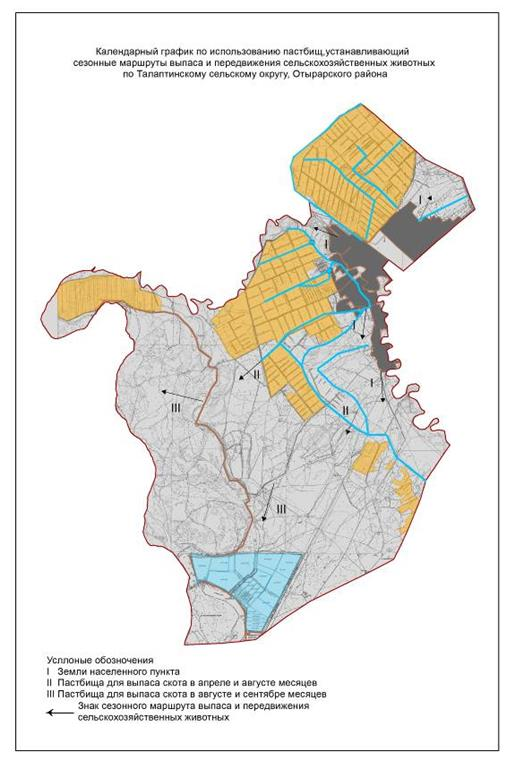 Календарный график по использованию пастбищ,устанавливающий
сезонные маршруты выпаса и передвижения сельскохозяйственных животных
по Талаптинскому сельскому округу, Отырарского района
I
I
I
I
II
II
III
III
Усллоные обозночения
I Земли населенного пункта
II Пастбища для выпаса скота в апреле и августе месяцев
III Пастбища для выпаса скота в августе и сентябре месяцев
Знак сезонного маршрута выпаса и передвижения
сельскохозяйственных животных